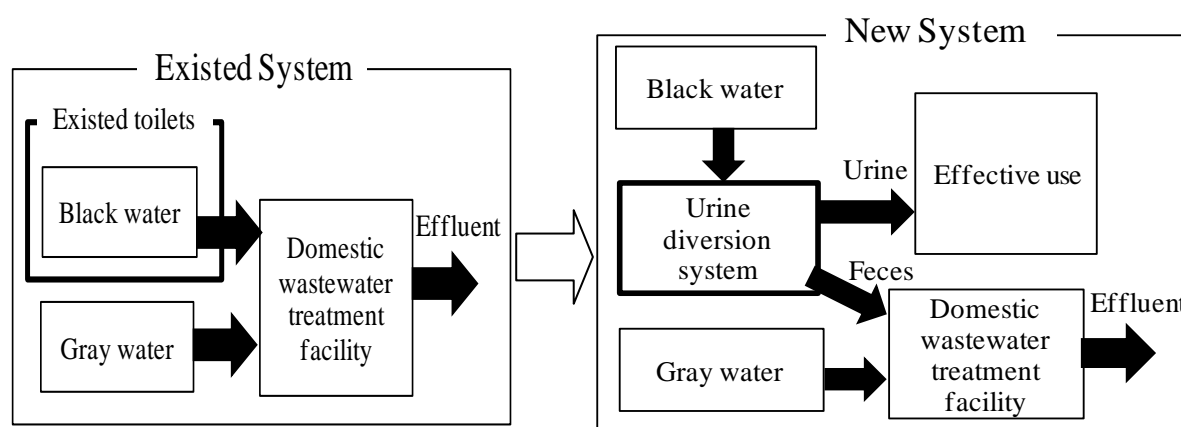 Existed System
Existed toilets
Black water
Gray water
Domestic
wastewater
treatment
facility
Effluent
New System
Black water
Urine
diversion
system
Urine
Effective use
Feces
Gray water
Domestic
wastewater
treatment
facility
Effluent